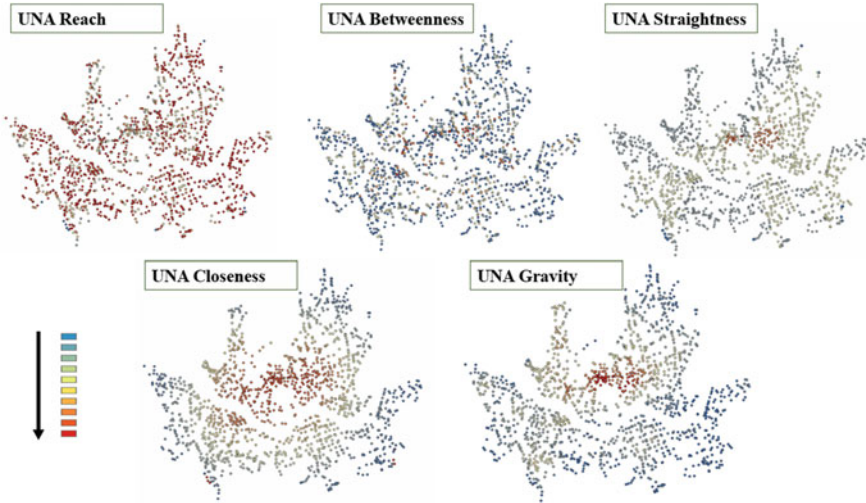 UNA Reach
UNA Betweenness
UNA Straightness
UNA Closeness
UNA Gravity